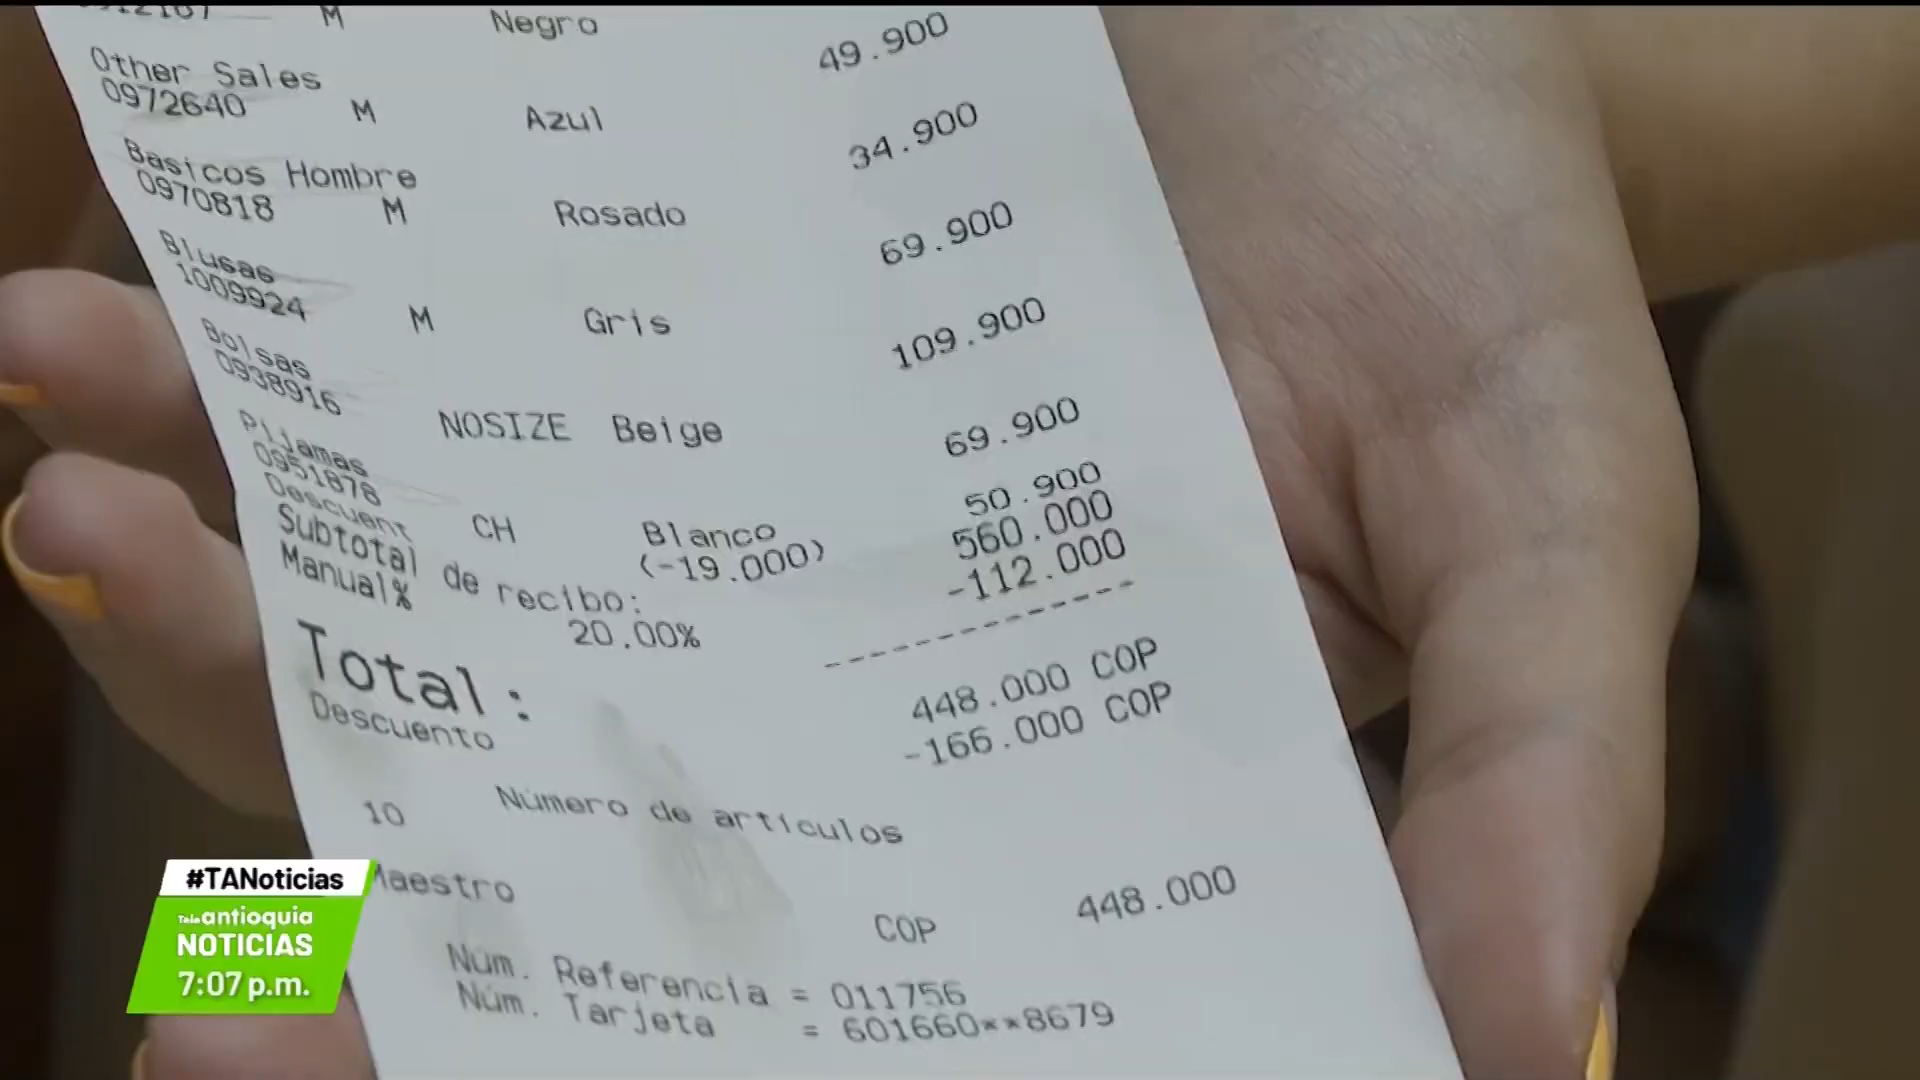 M Negro 49.900
Other Sales
0972640 M Azul 34.900
Basicos Hombre
0970818 M Rosado 69.900
Blusas
1009924 M Gris 109.900
Bolsas
0938916 NOSIZE Beige 69.900
Pijamas
0951878 CH Blanco 50.900
Descuent (-19.000)
Subtotal de recibo: 560.000
Manual% 20.00% -112.000
Total: 448.000 COP
Descuento -166.000 COP
10 Número de artículos
Maestro COP 448.000
Núm. Referencia = 011756
Núm. Tarjeta = 601660**8679
#TANoticias
Teleantioquia
NOTICIAS
7:07 p.m.